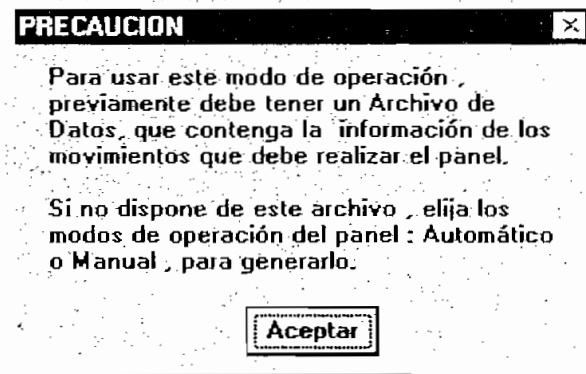 PRECAUCION
Para usar este modo de operación ,
previamente debe tener un Archivo de
Datos, que contenga la información de los
movimientos que debe realizar el panel.
Si no dispone de este archivo , elija los
modos de operación del panel : Automático
o Manual , para generarlo.
Aceptar